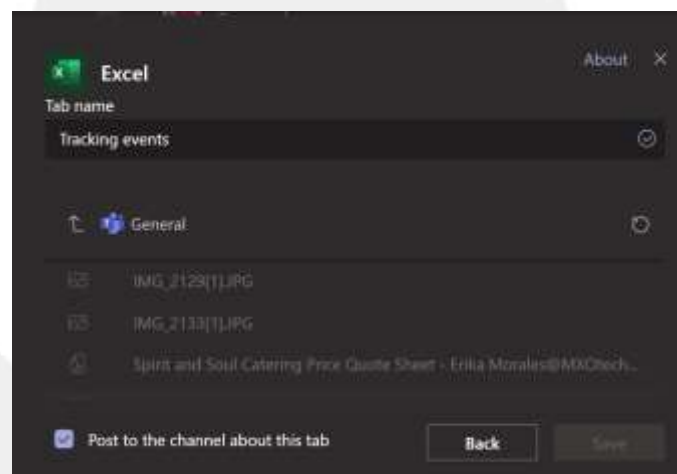 Excel
About
Tab name
Tracking events
General
IMG_2129[1].JPG
IMG_2133[1].JPG
Spirit and Soul Catering Price Quote Sheet - Erika Morales@MXOtech...
Post to the channel about this tab
Back
Save